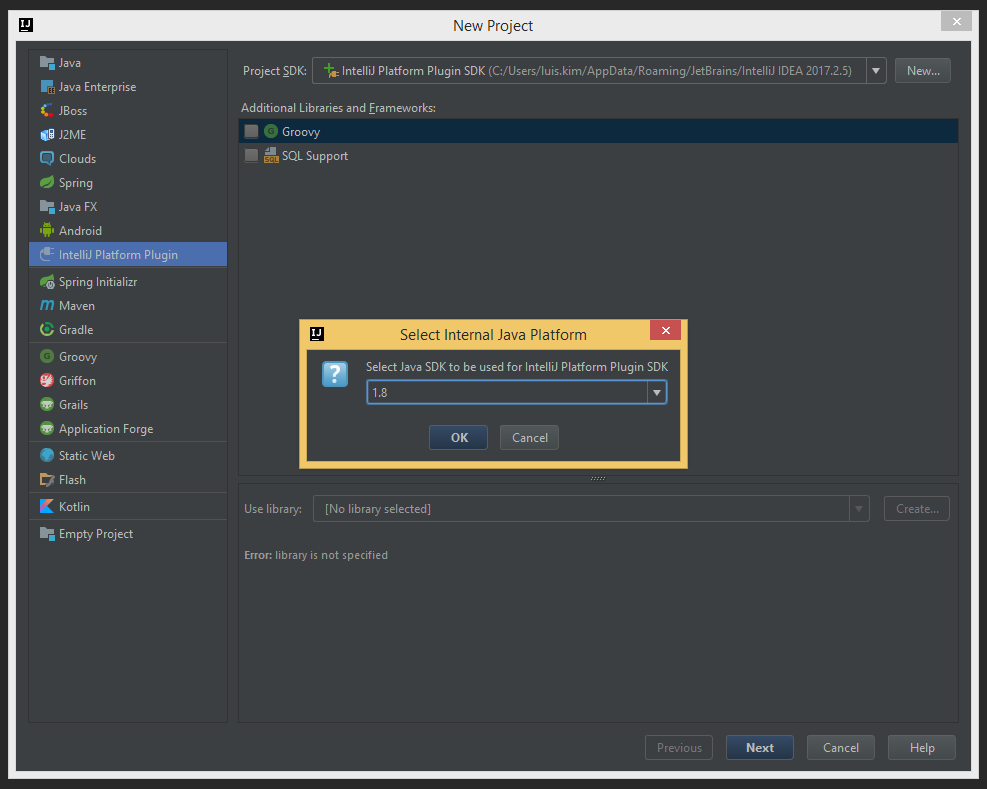 New Project
Java
Java Enterprise
JBoss
J2ME
Clouds
Spring
Java FX
Android
IntelliJ Platform Plugin
Spring Initializr
Maven
Gradle
Groovy
Griffon
Grails
Application Forge
Static Web
Flash
Kotlin
Empty Project
Project SDK: IntelliJ Platform Plugin SDK (C:/Users/luis.kim/AppData/Roaming/JetBrains/IntelliJ IDEA 2017.2.5) New...
Additional Libraries and Frameworks:
Groovy
SQL Support
Select Internal Java Platform
Select Java SDK to be used for IntelliJ Platform Plugin SDK
1.8
OK Cancel
Use library: [No library selected] Create...
Error: library is not specified
Previous Next Cancel Help